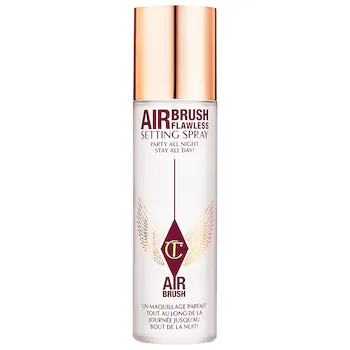 AIRBRUSH
FLAWLESS
SETTING SPRAY
PARTY ALL NIGHT
STAY ALL DAY!
CT
AIR
BRUSH
UN MAQUILLAGE PARFAIT
TOUT AU LONG DE LA
JOURNÉE JUSQU'AU
BOUT DE LA NUIT!